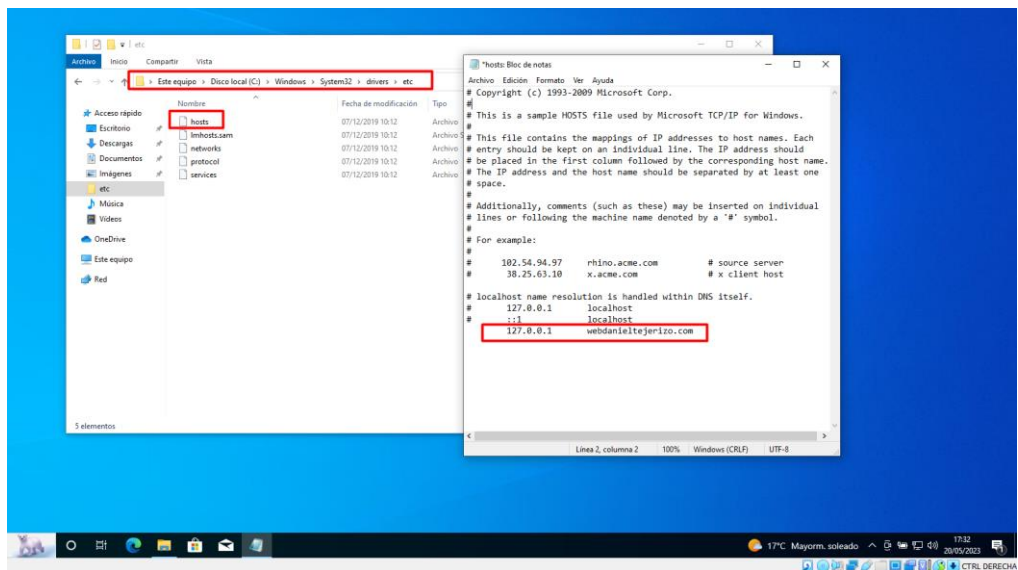 etc
Archivo Inicio Compartir Vista
Este equipo > Disco local (C:) > Windows > System32 > drivers > etc
Acceso rápido
Escritorio
Descargas
Documentos
Imágenes
etc
Música
Vídeos
OneDrive
Este equipo
Red
Nombre Fecha de modificación Tipo
hosts 07/12/2019 10:12 Archivo
lmhosts.sam 07/12/2019 10:12 Archivo S
networks 07/12/2019 10:12 Archivo
protocol 07/12/2019 10:12 Archivo
services 07/12/2019 10:12 Archivo
5 elementos
*hosts: Bloc de notas
Archivo Edición Formato Ver Ayuda
# Copyright (c) 1993-2009 Microsoft Corp.
#
# This is a sample HOSTS file used by Microsoft TCP/IP for Windows.
#
# This file contains the mappings of IP addresses to host names. Each
# entry should be kept on an individual line. The IP address should
# be placed in the first column followed by the corresponding host name.
# The IP address and the host name should be separated by at least one
# space.
#
# Additionally, comments (such as these) may be inserted on individual
# lines or following the machine name denoted by a '#' symbol.
#
# For example:
#
# 102.54.94.97 rhino.acme.com # source server
# 38.25.63.10 x.acme.com # x client host
# localhost name resolution is handled within DNS itself.
# 127.0.0.1 localhost
# ::1 localhost
127.0.0.1 webdanieltejerizo.com
Línea 2, columna 2 100% Windows (CRLF) UTF-8
17°C Mayorm. soleado
17:32
20/05/2023
CTRL DERECHA